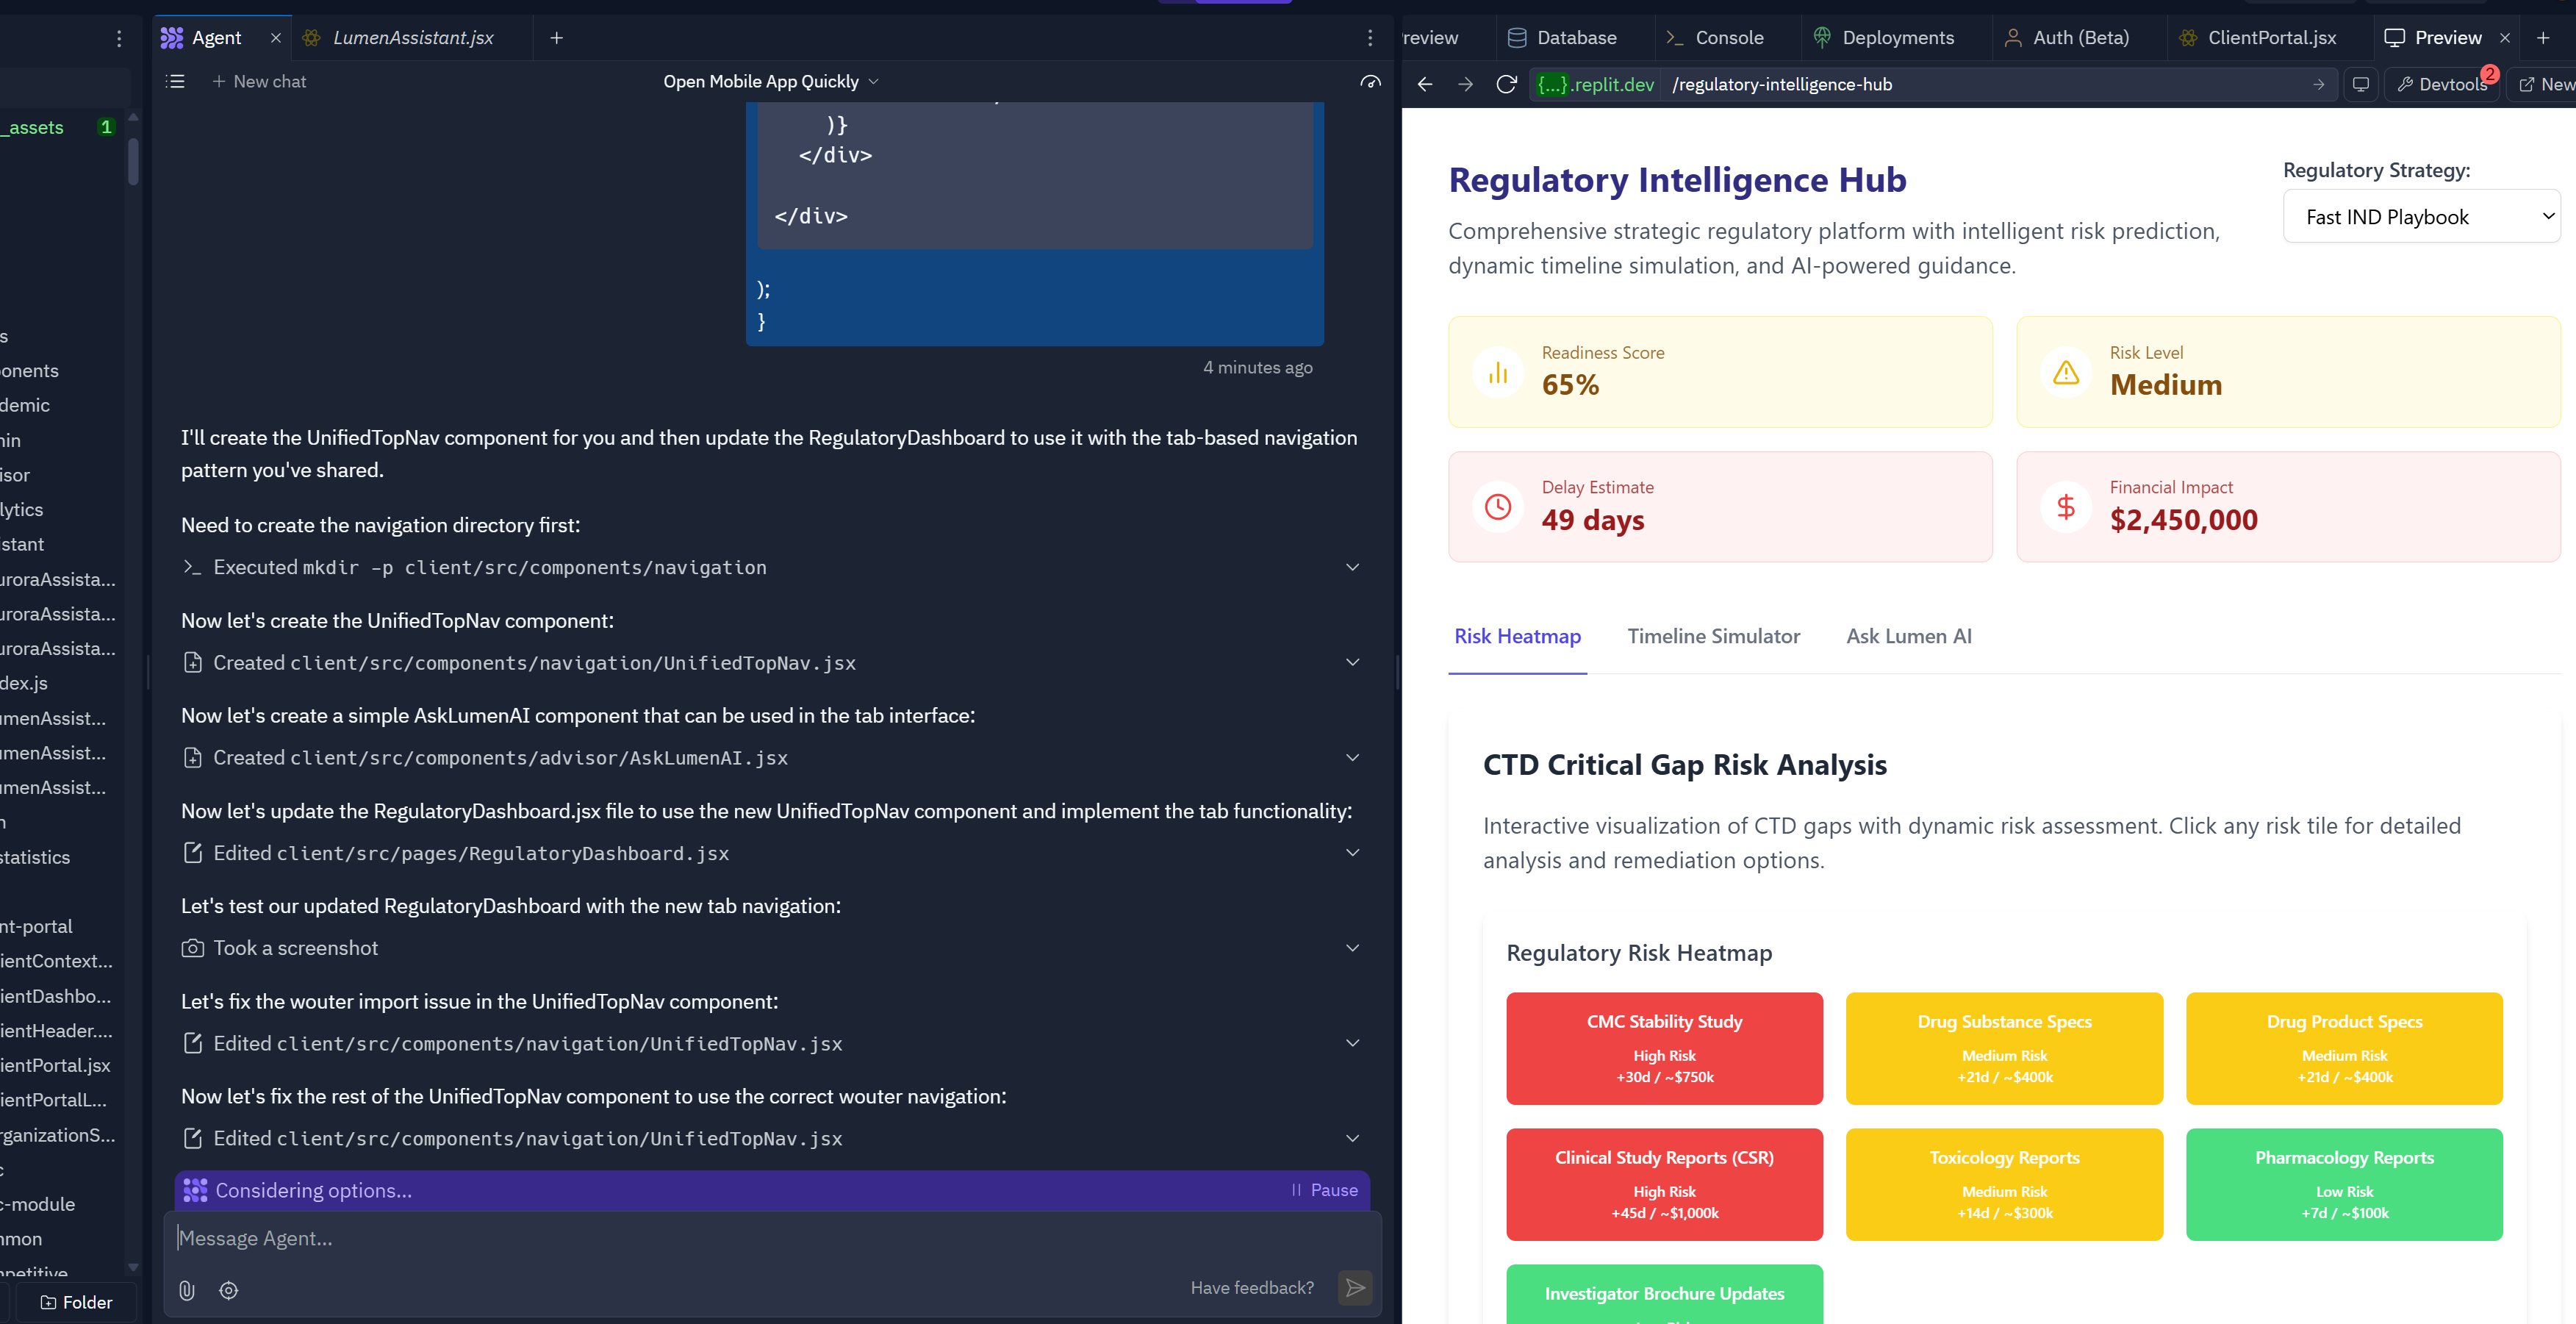 Agent
LumenAssistant.jsx
New chat
Open Mobile App Quickly
_assets
1
s
onents
demic
nin
isor
lytics
istant
uroraAssista...
uroraAssista...
uroraAssista...
dex.js
umenAssist...
umenAssist...
umenAssist...
n
statistics
nt-portal
ientContext...
ientDashbo...
ientHeader....
ientPortal.jsx
ientPortalL...
rganizationS...
c
c-module
nmon
npetitive
Folder
)}
</div>
</div>
);
}
4 minutes ago
I'll create the UnifiedTopNav component for you and then update the RegulatoryDashboard to use it with the tab-based navigation
pattern you've shared.
Need to create the navigation directory first:
Executed mkdir -p client/src/components/navigation
Now let's create the UnifiedTopNav component:
Created client/src/components/navigation/UnifiedTopNav.jsx
Now let's create a simple AskLumenAI component that can be used in the tab interface:
Created client/src/components/advisor/AskLumenAI.jsx
Now let's update the RegulatoryDashboard.jsx file to use the new UnifiedTopNav component and implement the tab functionality:
Edited client/src/pages/RegulatoryDashboard.jsx
Let's test our updated RegulatoryDashboard with the new tab navigation:
Took a screenshot
Let's fix the wouter import issue in the UnifiedTopNav component:
Edited client/src/components/navigation/UnifiedTopNav.jsx
Now let's fix the rest of the UnifiedTopNav component to use the correct wouter navigation:
Edited client/src/components/navigation/UnifiedTopNav.jsx
Considering options...
Pause
Message Agent...
Have feedback?
review
Database
Console
Deployments
Auth (Beta)
ClientPortal.jsx
Preview
{...}.replit.dev /regulatory-intelligence-hub
Devtools
2
New
Regulatory Intelligence Hub
Comprehensive strategic regulatory platform with intelligent risk prediction,
dynamic timeline simulation, and AI-powered guidance.
Regulatory Strategy:
Fast IND Playbook
Readiness Score
65%
Risk Level
Medium
Delay Estimate
49 days
Financial Impact
$2,450,000
Risk Heatmap
Timeline Simulator
Ask Lumen AI
CTD Critical Gap Risk Analysis
Interactive visualization of CTD gaps with dynamic risk assessment. Click any risk tile for detailed
analysis and remediation options.
Regulatory Risk Heatmap
CMC Stability Study
High Risk
+30d / ~$750k
Drug Substance Specs
Medium Risk
+21d / ~$400k
Drug Product Specs
Medium Risk
+21d / ~$400k
Clinical Study Reports (CSR)
High Risk
+45d / ~$1,000k
Toxicology Reports
Medium Risk
+14d / ~$300k
Pharmacology Reports
Low Risk
+7d / ~$100k
Investigator Brochure Updates